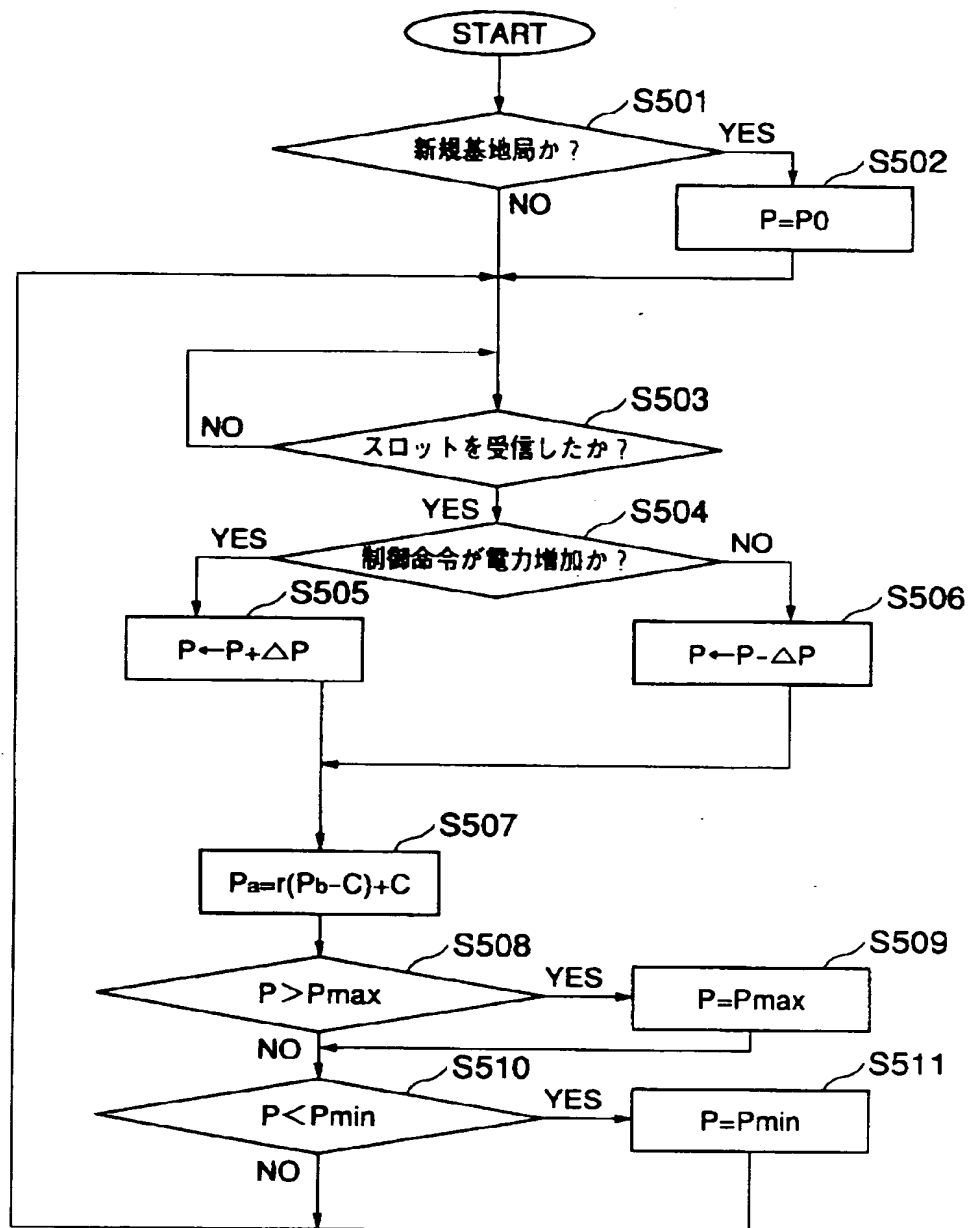 START
S501
新規基地局か?
YES
NO
S502
P=P0
S503
スロットを受信したか?
NO
YES
S504
制御命令が電力増加か?
YES
NO
S505
P←P+△P
S506
P←P-△P
S507
Pa=r(Pb-C)+C
S508
P>Pmax
YES
NO
S509
P=Pmax
S510
P<Pmin
YES
NO
S511
P=Pmin